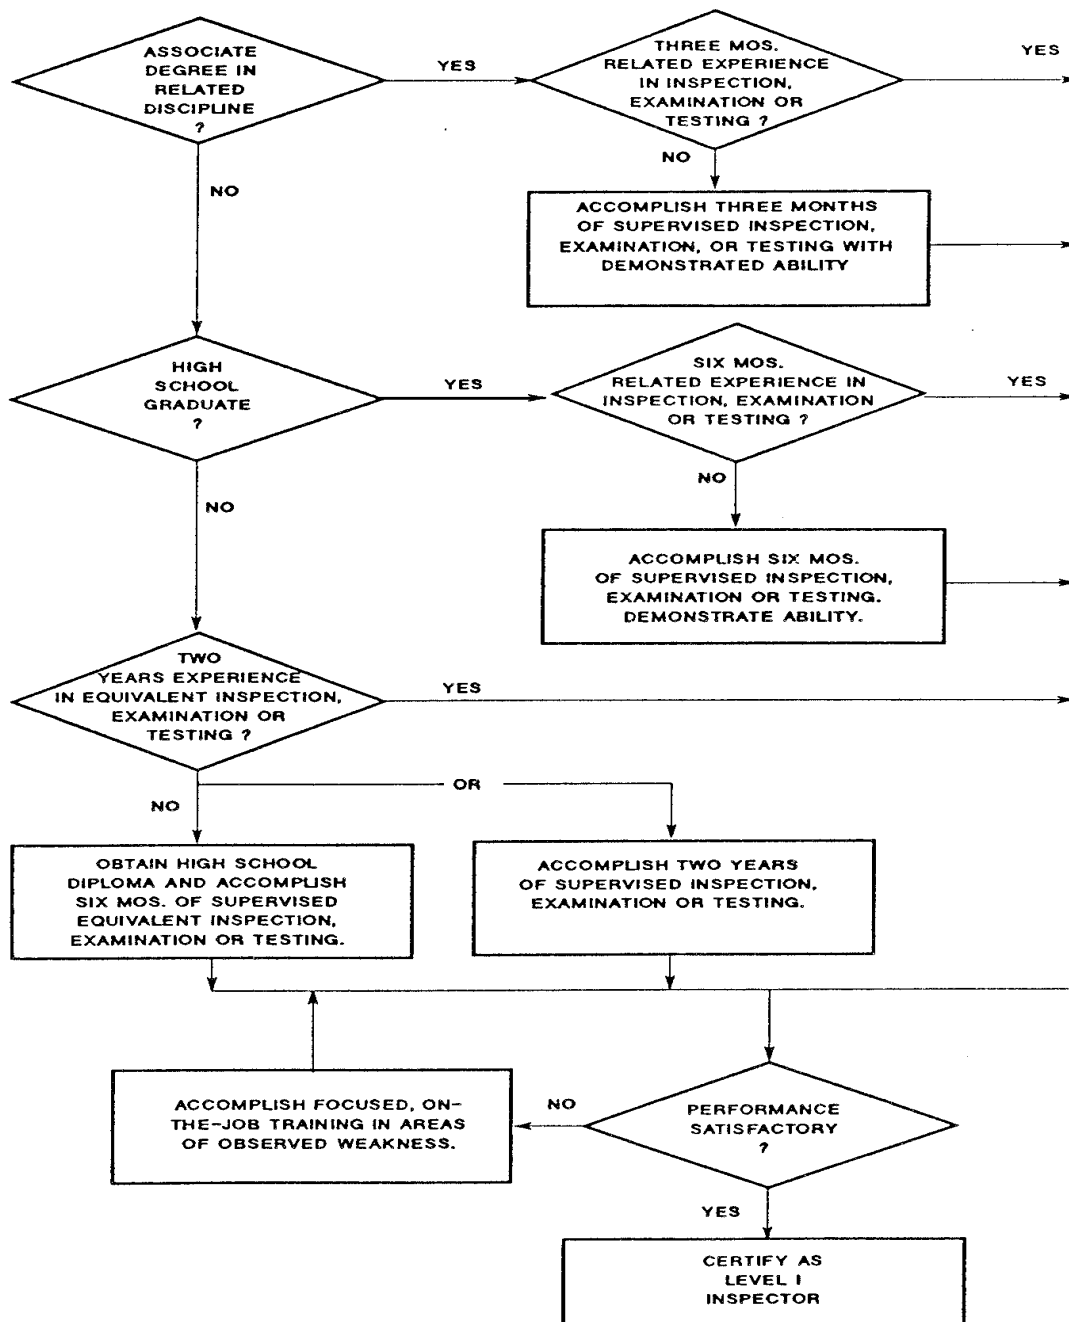 ASSOCIATE
DEGREE IN
RELATED
DISCIPLINE
?
YES
THREE MOS.
RELATED EXPERIENCE
IN INSPECTION,
EXAMINATION OR
TESTING ?
YES
NO
NO
ACCOMPLISH THREE MONTHS
OF SUPERVISED INSPECTION,
EXAMINATION, OR TESTING WITH
DEMONSTRATED ABILITY
HIGH
SCHOOL
GRADUATE
?
YES
SIX MOS.
RELATED EXPERIENCE IN
INSPECTION, EXAMINATION
OR TESTING ?
YES
NO
NO
ACCOMPLISH SIX MOS.
OF SUPERVISED INSPECTION,
EXAMINATION OR TESTING.
DEMONSTRATE ABILITY.
TWO
YEARS EXPERIENCE
IN EQUIVALENT INSPECTION,
EXAMINATION OR
TESTING ?
YES
OR
NO
OBTAIN HIGH SCHOOL
DIPLOMA AND ACCOMPLISH
SIX MOS. OF SUPERVISED
EQUIVALENT INSPECTION,
EXAMINATION OR TESTING.
ACCOMPLISH TWO YEARS
OF SUPERVISED INSPECTION,
EXAMINATION OR TESTING.
ACCOMPLISH FOCUSED, ON-
THE-JOB TRAINING IN AREAS
OF OBSERVED WEAKNESS.
NO
PERFORMANCE
SATISFACTORY
?
YES
CERTIFY AS
LEVEL I
INSPECTOR